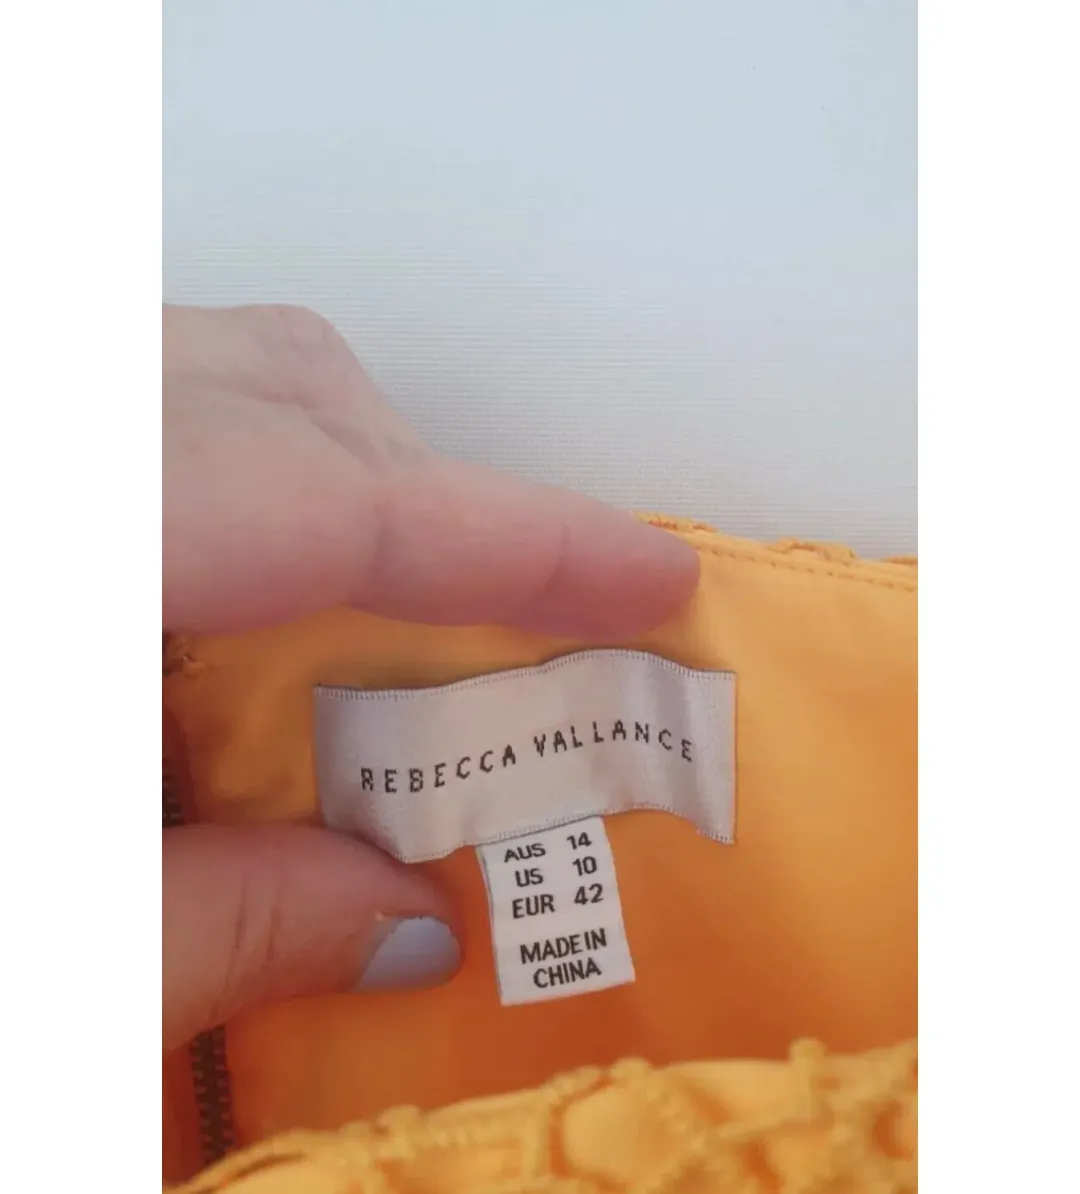 REBECCA VALLANCE
AUS 14
US 10
EUR 42
MADE IN
CHINA